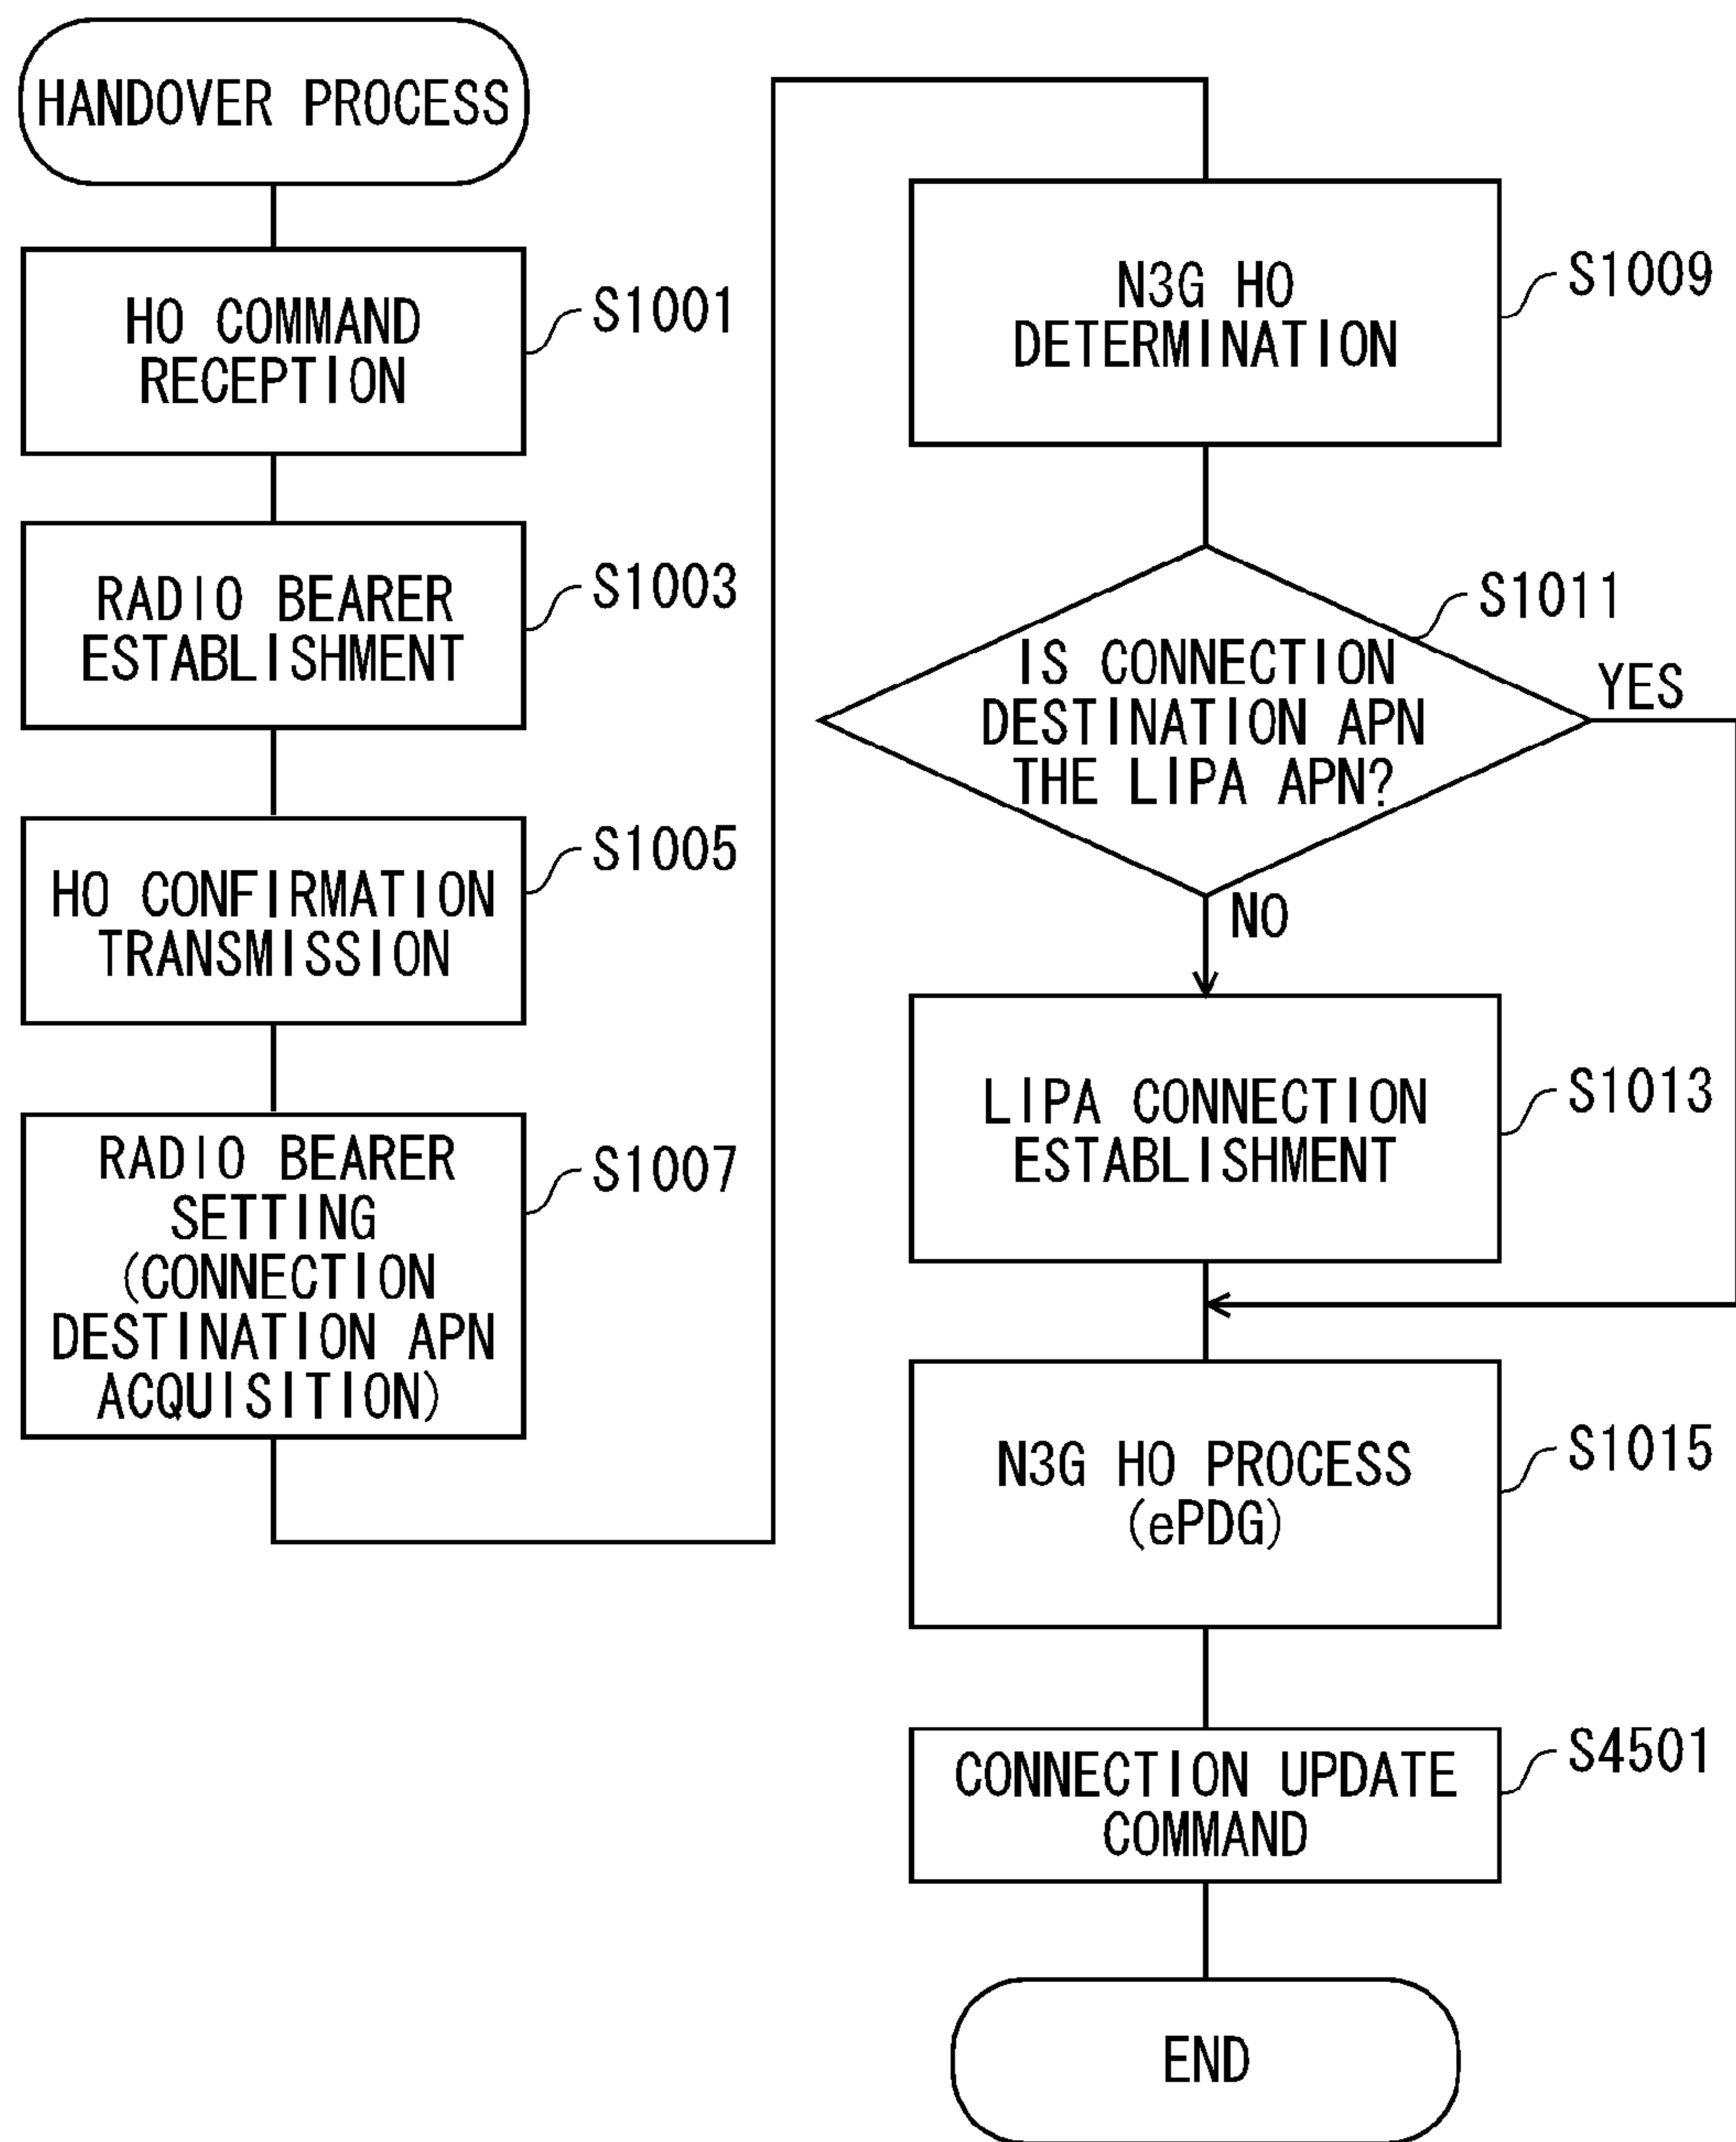 HANDOVER PROCESS
HO COMMAND
RECEPTION
S1001
RADIO BEARER
ESTABLISHMENT
S1003
HO CONFIRMATION
TRANSMISSION
S1005
RADIO BEARER
SETTING
(CONNECTION
DESTINATION APN
ACQUISITION)
S1007
N3G HO
DETERMINATION
S1009
IS CONNECTION
DESTINATION APN
THE LIPA APN?
S1011
YES
NO
LIPA CONNECTION
ESTABLISHMENT
S1013
N3G HO PROCESS
(ePDG)
S1015
CONNECTION UPDATE
COMMAND
S4501
END